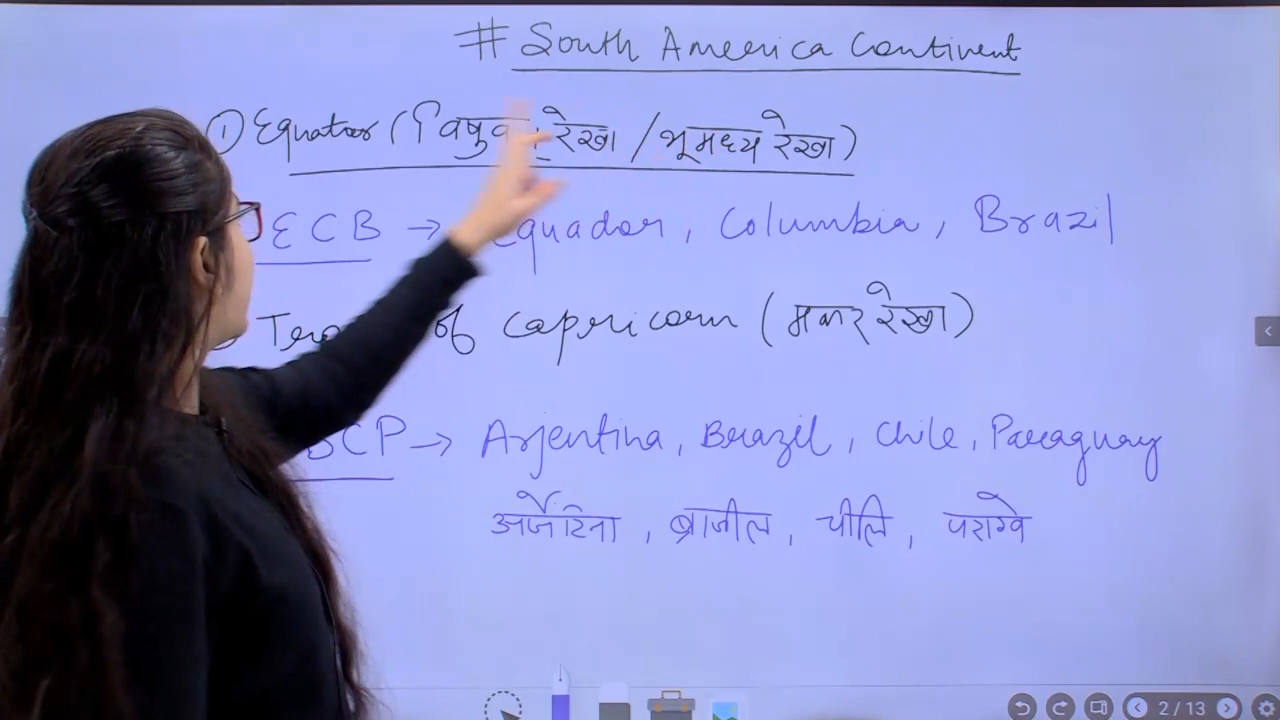 # South America Continent
① Equator (विषुवत रेखा / भूमध्य रेखा)
ECB → Equador, Columbia, Brazil
of Capricorn (मकर रेखा)
BCP → Arjentina, Brazil, Chile, Paraguay
अर्जेंटिना, ब्राजील, चीलि, पराग्वे
2 / 13